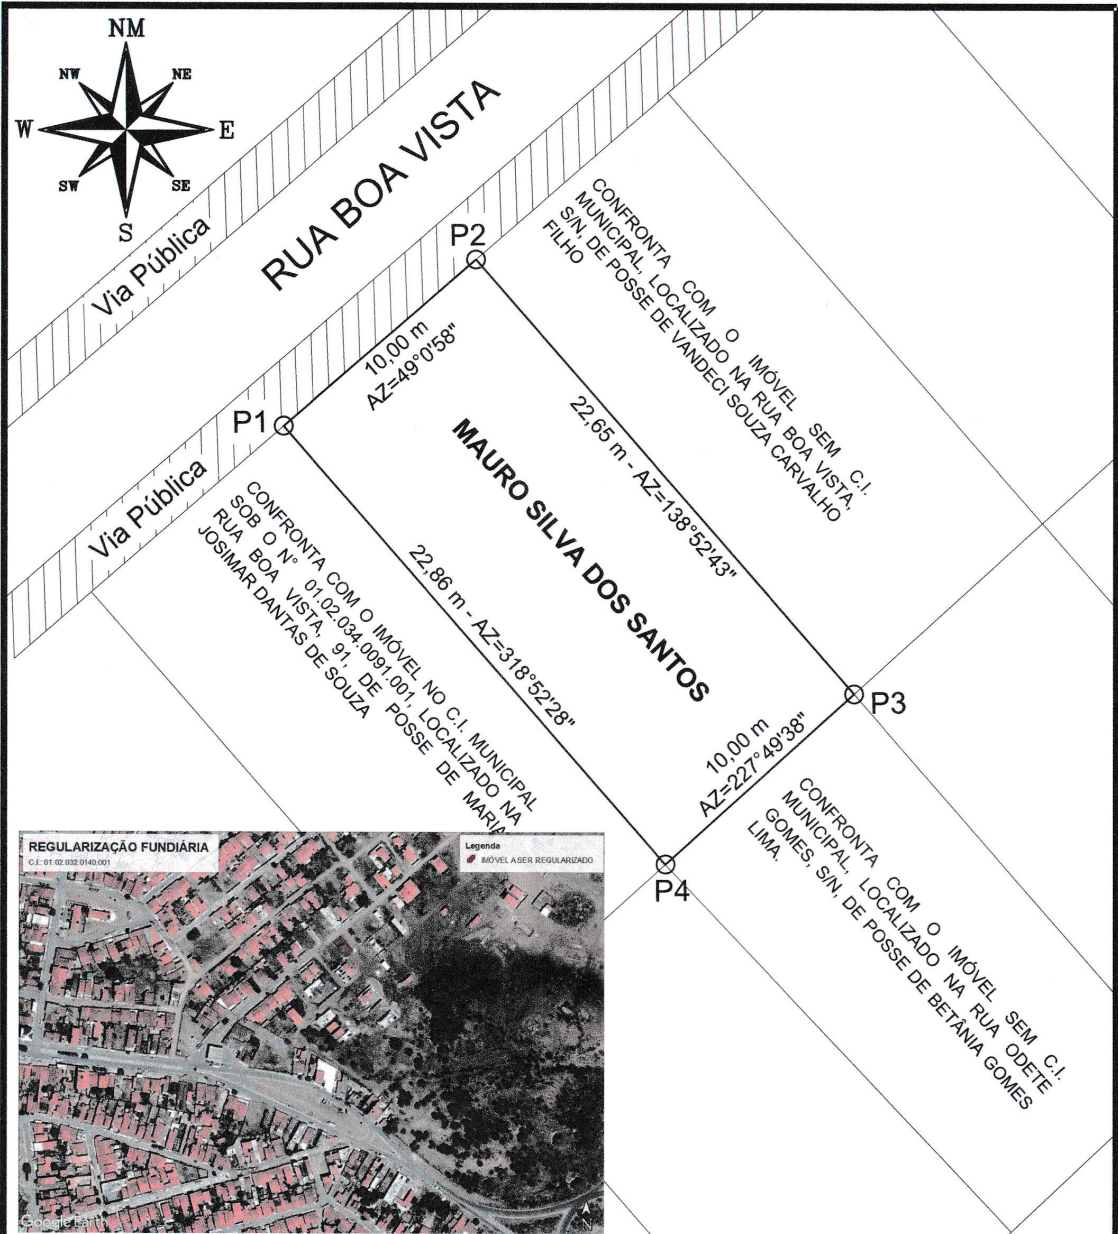 NM
NW
NE
W
E
SW
SE
S
RUA BOA VISTA
Via Pública
P2
CONFRONTA COM O IMÓVEL SEM C.I.
MUNICIPAL, LOCALIZADO NA RUA BOA VISTA,
S/N, DE POSSE DE VANDECI SOUZA CARVALHO
FILHO
10,00 m
AZ=49°0'58"
P1
22,65 m - AZ=138°52'43"
MAURO SILVA DOS SANTOS
Via Pública
CONFRONTA COM O IMÓVEL NO C.I. MUNICIPAL
SOB O N° 01.02.034.0091.001, LOCALIZADO NA
RUA BOA VISTA, 91, DE POSSE DE MARIA
JOSIMAR DANTAS DE SOUZA
22,86 m - AZ=318°52'28"
P3
10,00 m
AZ=227°49'38"
P4
CONFRONTA COM O IMÓVEL SEM C.I.
MUNICIPAL, LOCALIZADO NA RUA ODETE
GOMES, S/N, DE POSSE DE BETÂNIA GOMES
LIMA.
REGULARIZAÇÃO FUNDIÁRIA
C.I.: 01.02.032.0140.001
Legenda
IMÓVEL A SER REGULARIZADO
Google Earth
N